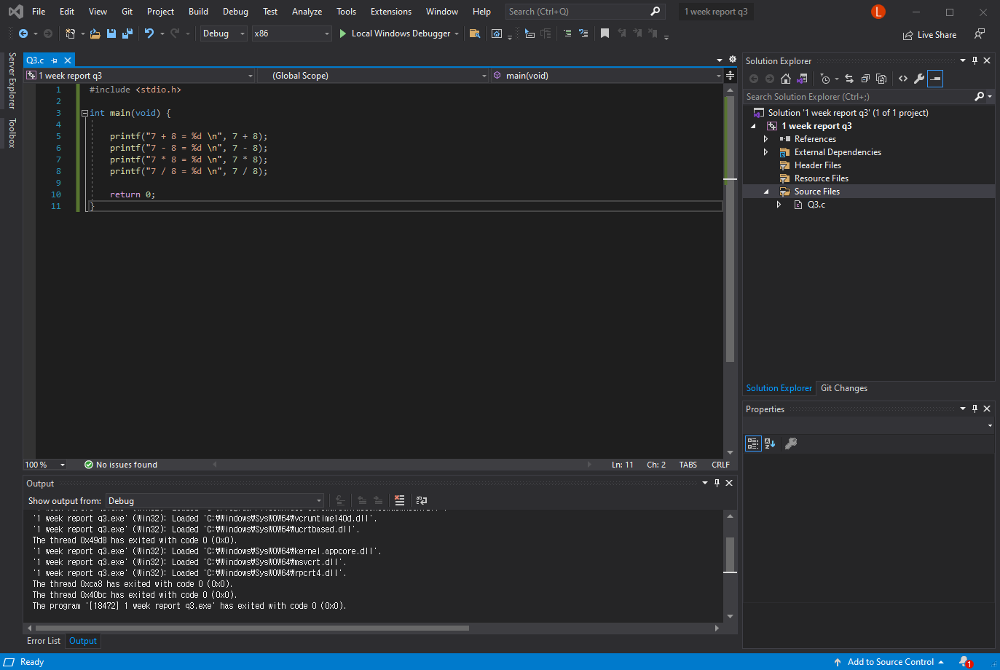 File Edit View Git Project Build Debug Test Analyze Tools Extensions Window Help Search (Ctrl+Q) 1 week report q3 L
Debug x86 Local Windows Debugger Live Share
Server Explorer
Toolbox
Q3.c
1 week report q3 (Global Scope) main(void)
1 #include <stdio.h>
2
3 int main(void) {
4
5 printf("7 + 8 = %d \n", 7 + 8);
6 printf("7 - 8 = %d \n", 7 - 8);
7 printf("7 * 8 = %d \n", 7 * 8);
8 printf("7 / 8 = %d \n", 7 / 8);
9
10 return 0;
11 }
100 % No issues found Ln: 11 Ch: 2 TABS CRLF
Output
Show output from: Debug
'1 week report q3.exe' (Win32): Loaded 'C:₩Windows₩SysWOW64₩vcruntime140d.dll'.
'1 week report q3.exe' (Win32): Loaded 'C:₩Windows₩SysWOW64₩ucrtbased.dll'.
The thread 0x49d8 has exited with code 0 (0x0).
'1 week report q3.exe' (Win32): Loaded 'C:₩Windows₩SysWOW64₩kernel.appcore.dll'.
'1 week report q3.exe' (Win32): Loaded 'C:₩Windows₩SysWOW64₩msvcrt.dll'.
'1 week report q3.exe' (Win32): Loaded 'C:₩Windows₩SysWOW64₩rpcrt4.dll'.
The thread 0xca8 has exited with code 0 (0x0).
The thread 0x40bc has exited with code 0 (0x0).
The program '[18472] 1 week report q3.exe' has exited with code 0 (0x0).
Error List Output
Solution Explorer
Search Solution Explorer (Ctrl+;)
Solution '1 week report q3' (1 of 1 project)
1 week report q3
References
External Dependencies
Header Files
Resource Files
Source Files
Q3.c
Solution Explorer Git Changes
Properties
Ready Add to Source Control 1